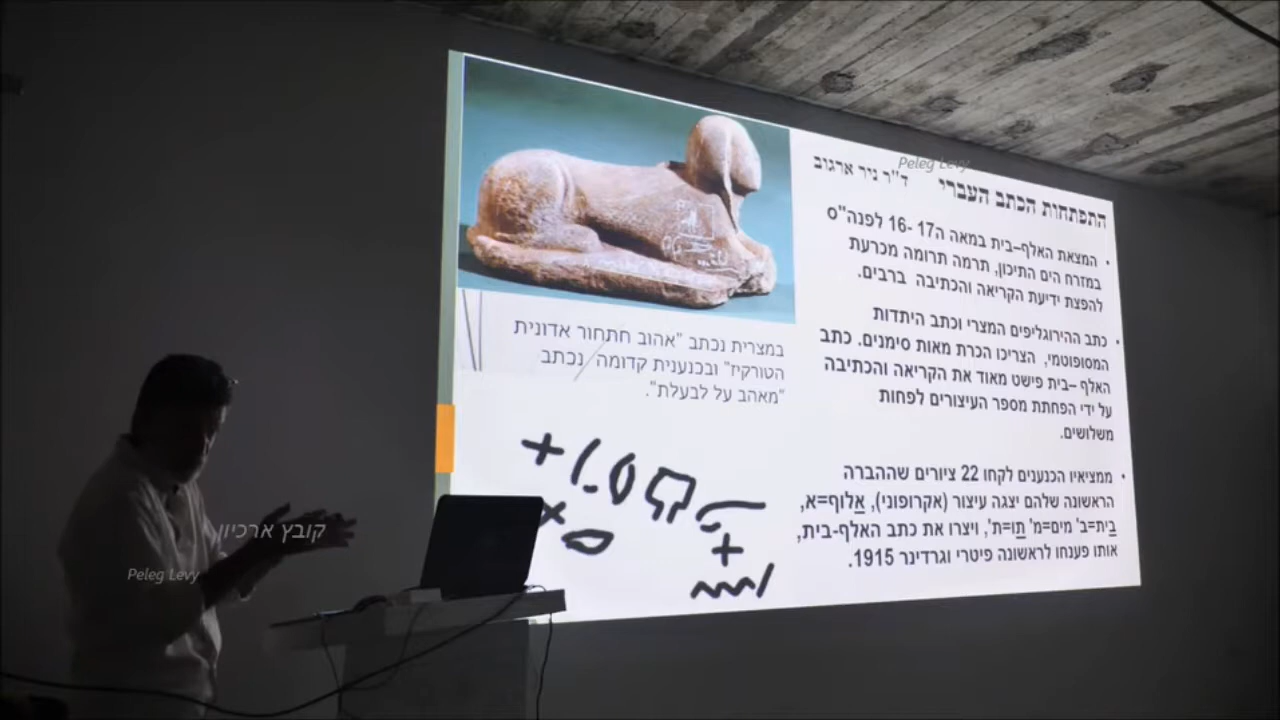 Peleg Levy
התפתחות הכתב העברי ד"ר ניר ארגוב
• המצאת האלף–בית במאה ה17 -16 לפנה"ס
במזרח הים התיכון, תרמה תרומה מכרעת
להפצת ידיעת הקריאה והכתיבה ברבים.
• כתב ההירוגליפים המצרי וכתב היתדות
המסופוטמי, הצריכו הכרת מאות סימנים. כתב
האלף –בית פישט מאוד את הקריאה והכתיבה
על ידי הפחתת מספר העיצורים לפחות
משלושים.
• ממציאיו הכנענים לקחו 22 ציורים שההברה
הראשונה שלהם יצגה עיצור (אקרופוני), אלוף=א,
בית=ב' מים=מ' תו=ת', ויצרו את כתב האלף-בית,
אותו פענחו לראשונה פיטרי וגרדינר 1915.
במצרית נכתב "אהוב חתחור אדונית
הטורקיז" ובכנענית קדומה נכתב
"מאהב על לבעלת".
קובץ ארכיון
Peleg Levy